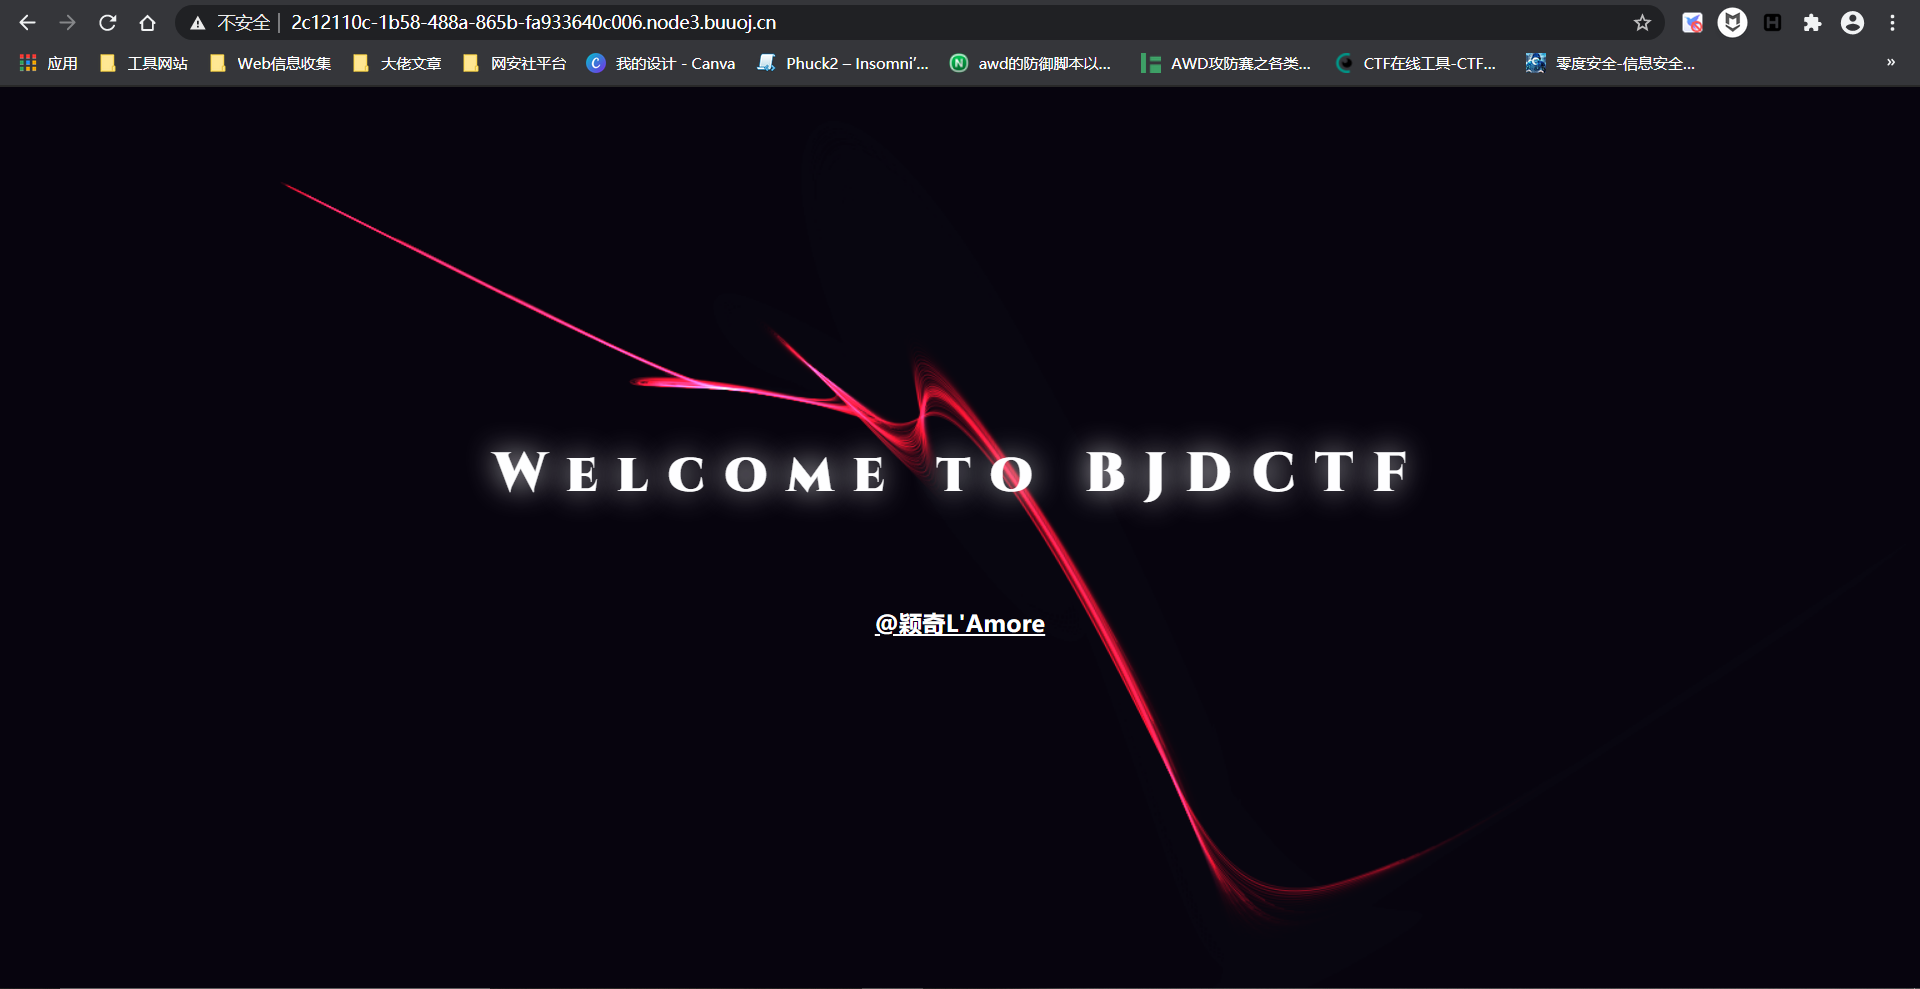 不安全 | 2c12110c-1b58-488a-865b-fa933640c006.node3.buuoj.cn
应用 工具网站 Web信息收集 大佬文章 网安社平台 我的设计 - Canva Phuck2 – Insomni’... awd的防御脚本以... AWD攻防赛之各类... CTF在线工具-CTF... 零度安全-信息安全... »
Welcome to BJDCTF
@颖奇L'Amore